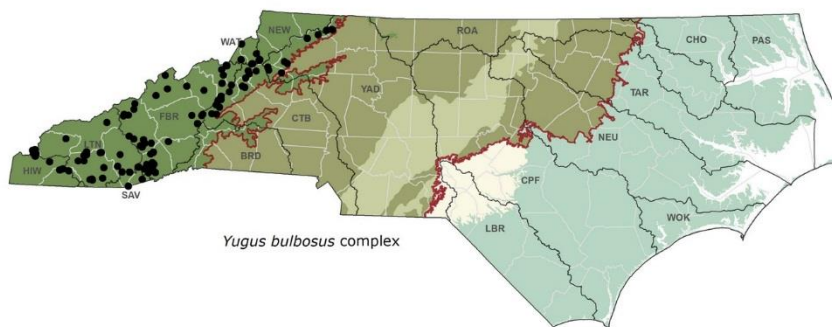 WAT
NEW
ROA
CHO
PAS
YAD
TAR
FBR
CTB
LTN
NEU
HIW
BRD
CPF
SAV
WOK
LBR
Yugus bulbosus complex